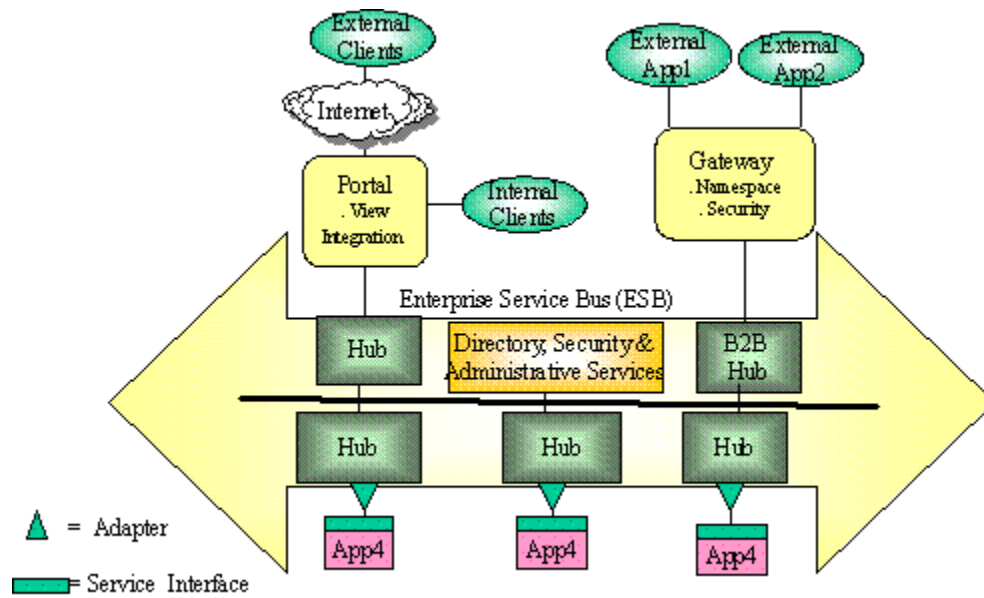 External
Clients
External
App1
External
App2
Internet
Portal
. View
Integration
Internal
Clients
Gateway
. Namespace
. Security
Enterprise Service Bus (ESB)
Hub
Directory, Security &
Administrative Services
B2B
Hub
Hub
Hub
Hub
= Adapter
App4
App4
App4
= Service Interface